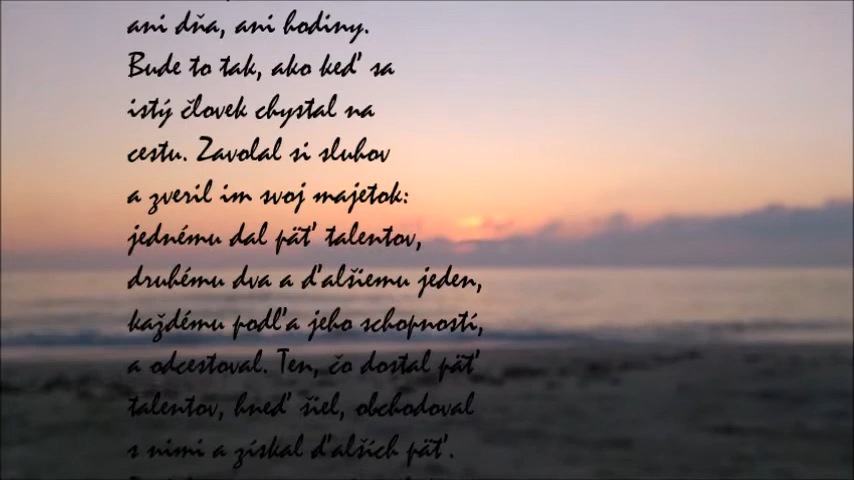 ani dňa, ani hodiny.
Bude to tak, ako keď sa
istý človek chystal na
cestu. Zavolal si sluhov
a zveril im svoj majetok:
jednému dal päť talentov,
druhému dva a ďalšiemu jeden,
každému podľa jeho schopností,
a odcestoval. Ten, čo dostal päť
talentov, hneď šiel, obchodoval
s nimi a získal ďalších päť.